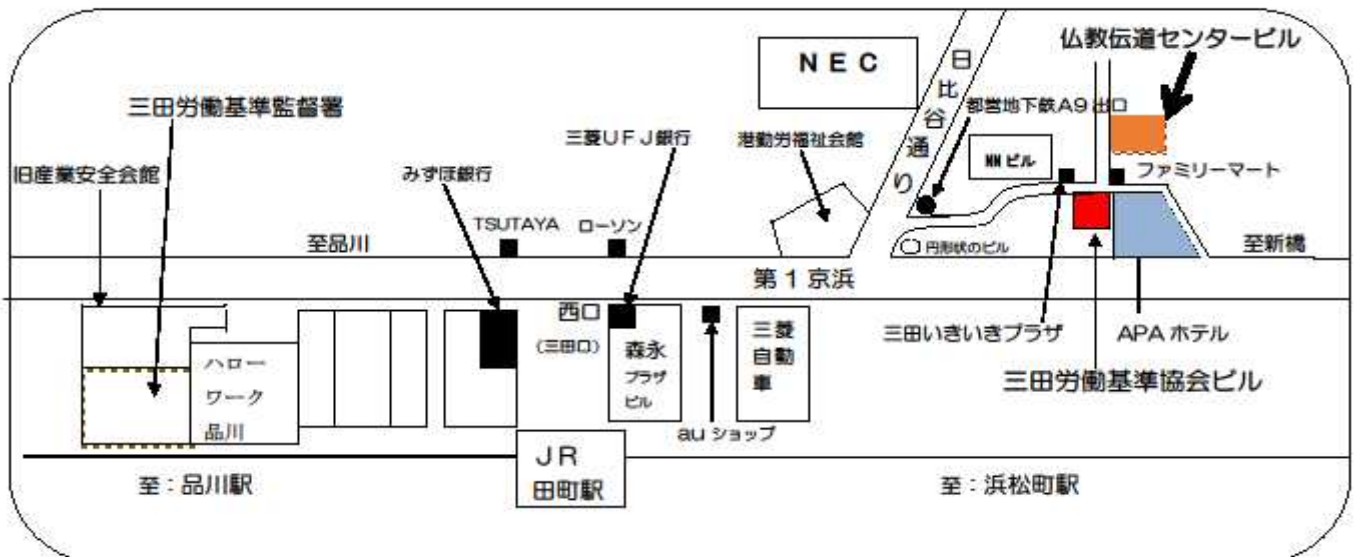 仏教伝道センタービル
NEC
日比谷通り
三田労働基準監督署
都営地下鉄A9出口
三菱UFJ銀行
港勤労福祉会館
NNビル
旧産業安全会館
みずほ銀行
ファミリーマート
TSUTAYA
ローソン
至品川
円形状のビル
至新橋
第1京浜
西口
(三田口)
三田いきいきプラザ
APAホテル
森永
プラザ
ビル
三菱
自動
車
ハロー
ワーク
品川
三田労働基準協会ビル
auショップ
JR
田町駅
至:品川駅
至:浜松町駅